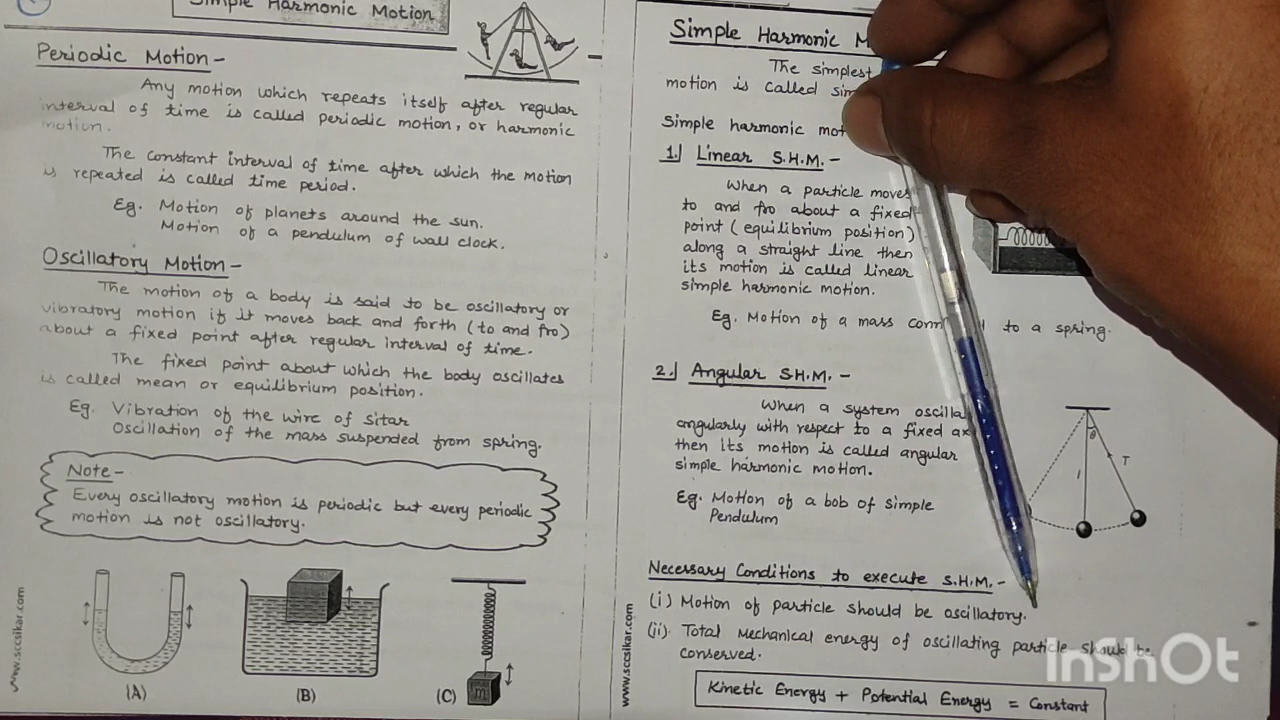 Simple Harmonic Motion
Periodic Motion -
Any motion which repeats itself after regular
interval of time is called periodic motion, or harmonic
motion.
The constant interval of time after which the motion
is repeated is called time period.
Eg. Motion of planets around the sun.
Motion of a pendulum of wall clock.
Oscillatory Motion -
The motion of a body is said to be oscillatory or
vibratory motion if it moves back and forth (to and fro)
about a fixed point after regular interval of time.
The fixed point about which the body oscillates
is called mean or equilibrium position.
Eg. Vibration of the wire of sitar
Oscillation of the mass suspended from spring.
Note -
Every oscillatory motion is periodic but every periodic
motion is not oscillatory.
(A)
(B)
(C)
m
www.sccsikar.com
Simple Harmonic M
The simplest
motion is called sim
Simple harmonic mot
1.] Linear S.H.M. -
When a particle moves
to and fro about a fixed
point (equilibrium position)
along a straight line then
its motion is called linear
simple harmonic motion.
Eg. Motion of a mass conn to a spring.
2.] Angular S.H.M. -
When a system oscilla
angularly with respect to a fixed ax
then its motion is called angular
simple harmonic motion.
Eg. Motion of a bob of simple
Pendulum
θ
l
T
Necessary Conditions to execute S.H.M. -
(i) Motion of particle should be oscillatory.
(ii) Total mechanical energy of oscillating particle should be
conserved.
Kinetic Energy + Potential Energy = Constant
www.sccsikar.com
InShOt